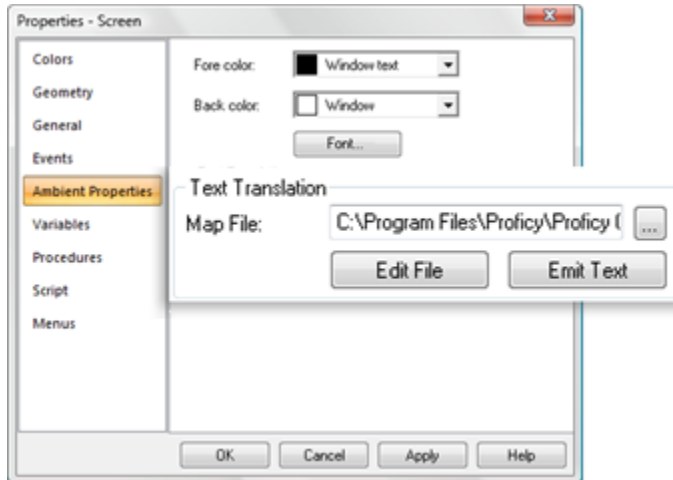 Properties - Screen
Colors
Geometry
General
Events
Ambient Properties
Variables
Procedures
Script
Menus
Fore color: Window text
Back color: Window
Font...
Text Translation
Map File: C:\Program Files\Proficy\Proficy ...
Edit File Emit Text
OK Cancel Apply Help